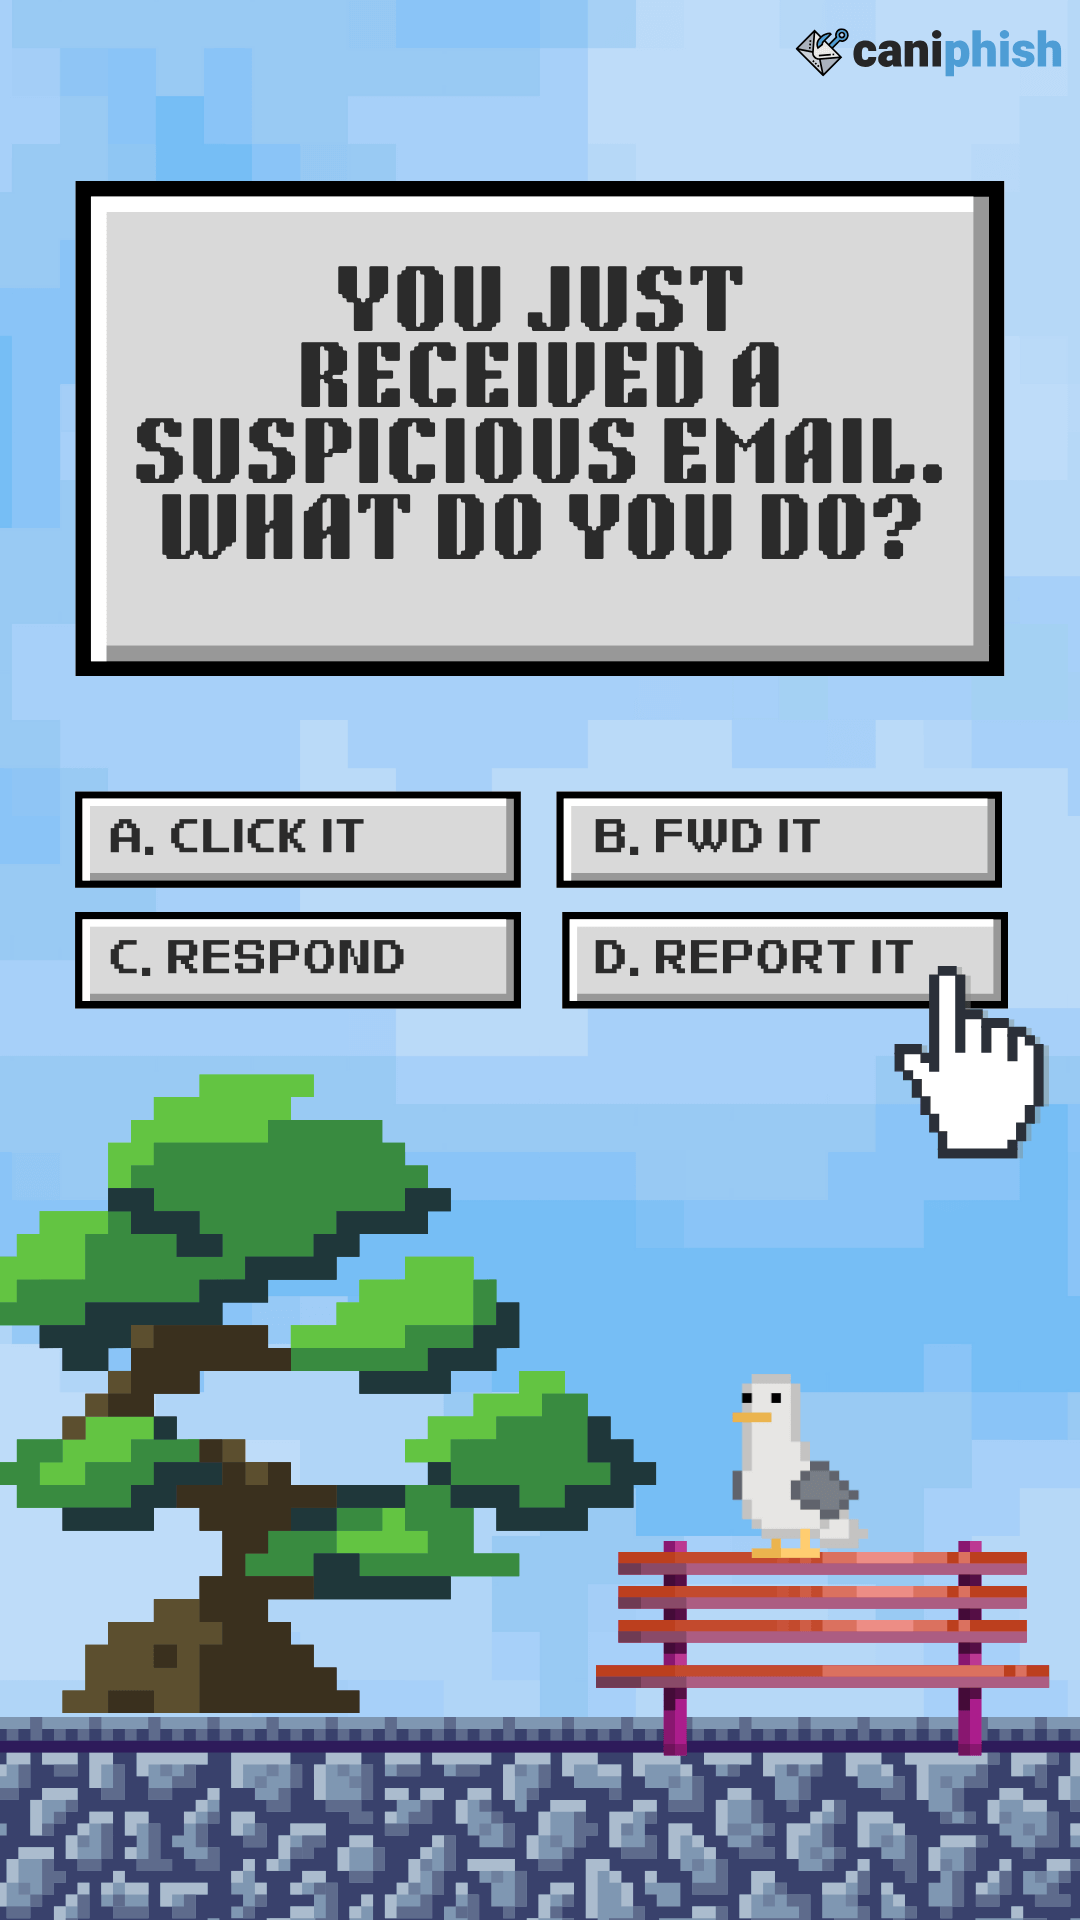 caniphish
YOU JUST
RECEIVED A
SUSPICIOUS EMAIL.
WHAT DO YOU DO?
A. CLICK IT
B. FWD IT
C. RESPOND
D. REPORT IT